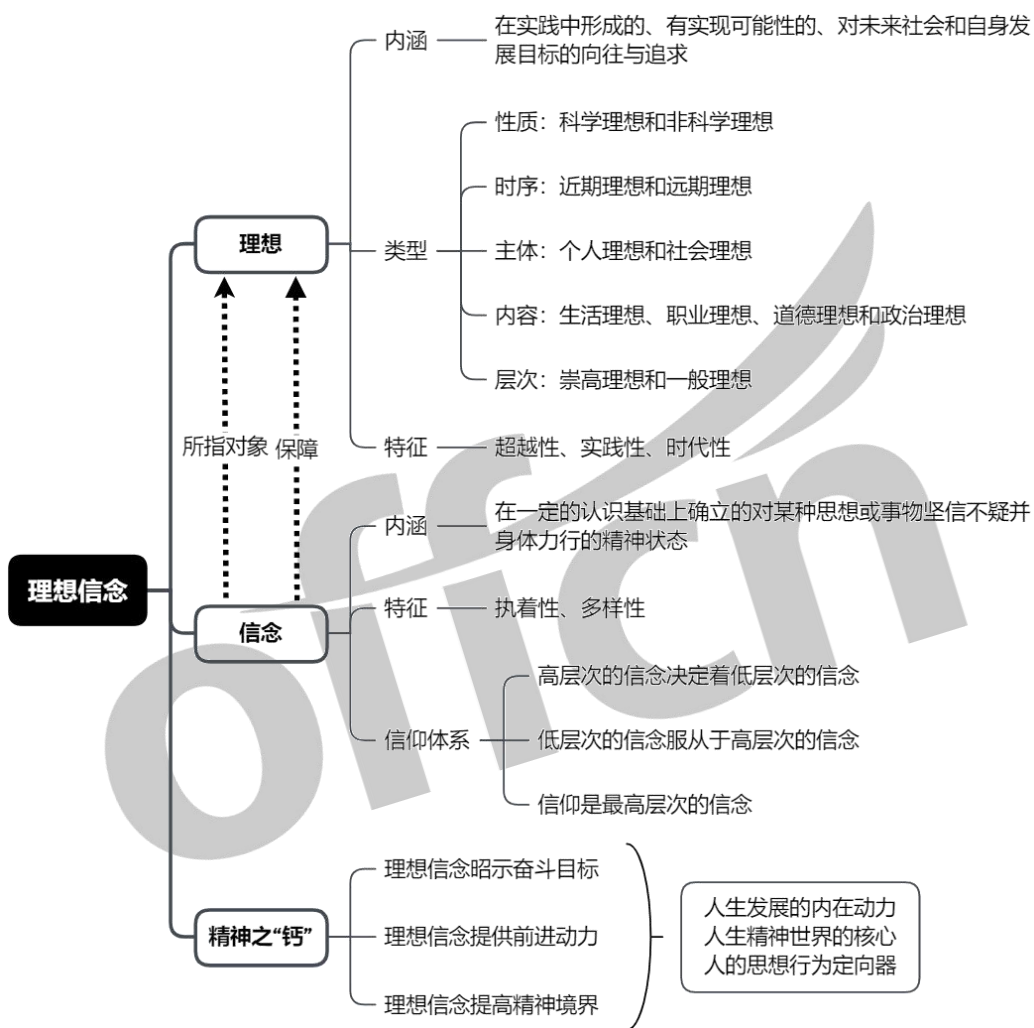 内涵
在实践中形成的、有实现可能性的、对未来社会和自身发
展目标的向往与追求
性质：科学理想和非科学理想
时序：近期理想和远期理想
理想
类型
主体：个人理想和社会理想
内容：生活理想、职业理想、道德理想和政治理想
层次：崇高理想和一般理想
所指对象
保障
特征
超越性、实践性、时代性
内涵
在一定的认识基础上确立的对某种思想或事物坚信不疑并
身体力行的精神状态
理想信念
信念
特征
执着性、多样性
高层次的信念决定着低层次的信念
信仰体系
低层次的信念服从于高层次的信念
信仰是最高层次的信念
理想信念昭示奋斗目标
精神之“钙”
理想信念提供前进动力
理想信念提高精神境界
人生发展的内在动力
人生精神世界的核心
人的思想行为定向器
offcn